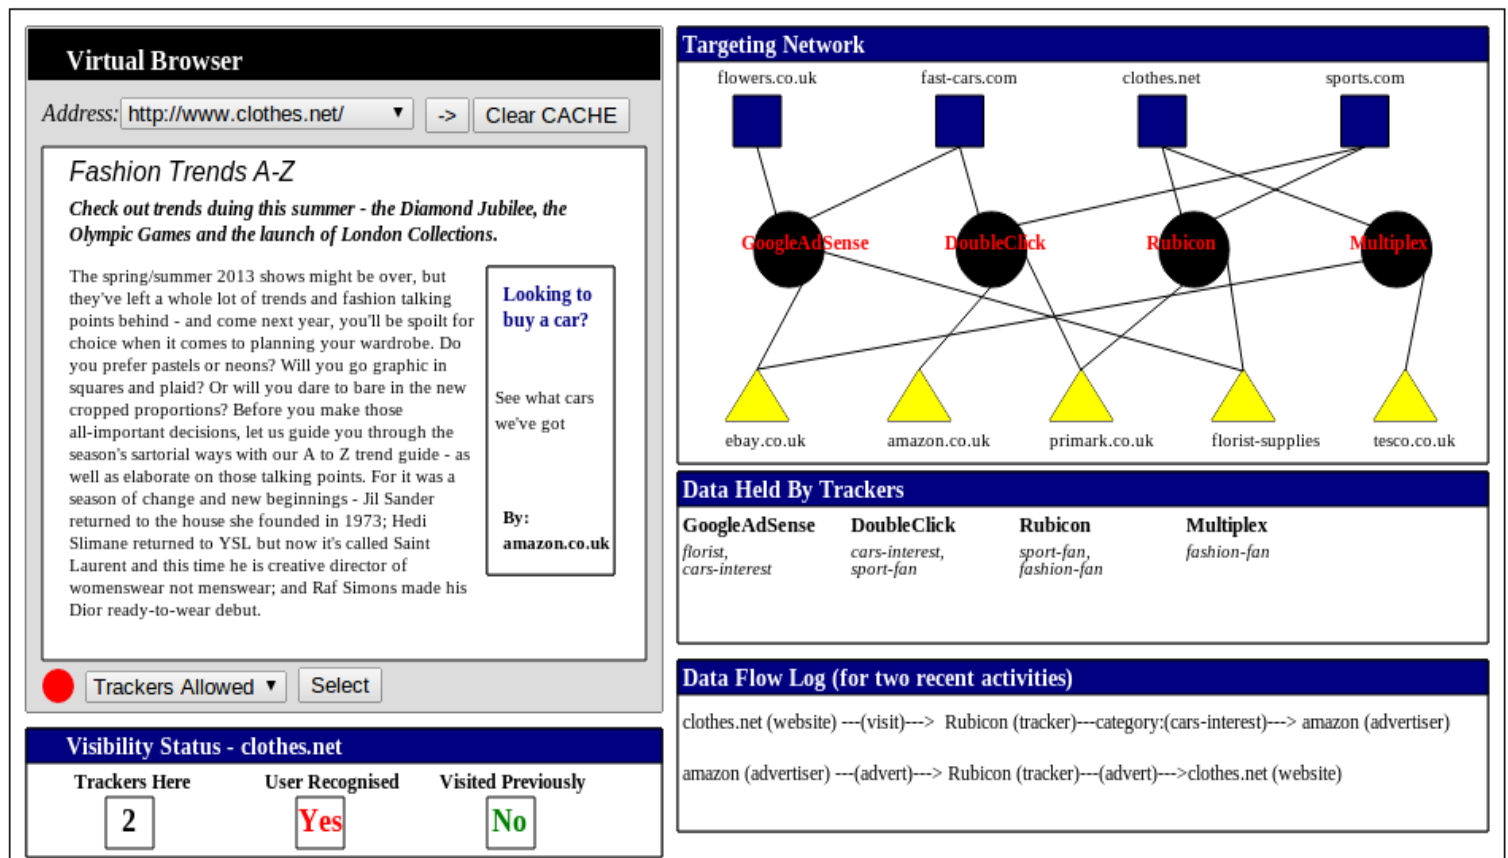 Virtual Browser
Address: http://www.clothes.net/ -> Clear CACHE
Fashion Trends A-Z
Check out trends duing this summer - the Diamond Jubilee, the
Olympic Games and the launch of London Collections.
The spring/summer 2013 shows might be over, but
they've left a whole lot of trends and fashion talking
points behind - and come next year, you'll be spoilt for
choice when it comes to planning your wardrobe. Do
you prefer pastels or neons? Will you go graphic in
squares and plaid? Or will you dare to bare in the new
cropped proportions? Before you make those
all-important decisions, let us guide you through the
season's sartorial ways with our A to Z trend guide - as
well as elaborate on those talking points. For it was a
season of change and new beginnings - Jil Sander
returned to the house she founded in 1973; Hedi
Slimane returned to YSL but now it's called Saint
Laurent and this time he is creative director of
womenswear not menswear; and Raf Simons made his
Dior ready-to-wear debut.
Looking to
buy a car?
See what cars
we've got
By:
amazon.co.uk
Trackers Allowed Select
Visibility Status - clothes.net
Trackers Here User Recognised Visited Previously
2 Yes No
Targeting Network
flowers.co.uk fast-cars.com clothes.net sports.com
GoogleAdSense DoubleClick Rubicon Multiplex
ebay.co.uk amazon.co.uk primark.co.uk florist-supplies tesco.co.uk
Data Held By Trackers
GoogleAdSense DoubleClick Rubicon Multiplex
florist, cars-interest, sport-fan, fashion-fan
cars-interest sport-fan fashion-fan
Data Flow Log (for two recent activities)
clothes.net (website) ---(visit)---> Rubicon (tracker)---category:(cars-interest)---> amazon (advertiser)
amazon (advertiser) ---(advert)---> Rubicon (tracker)---(advert)--->clothes.net (website)